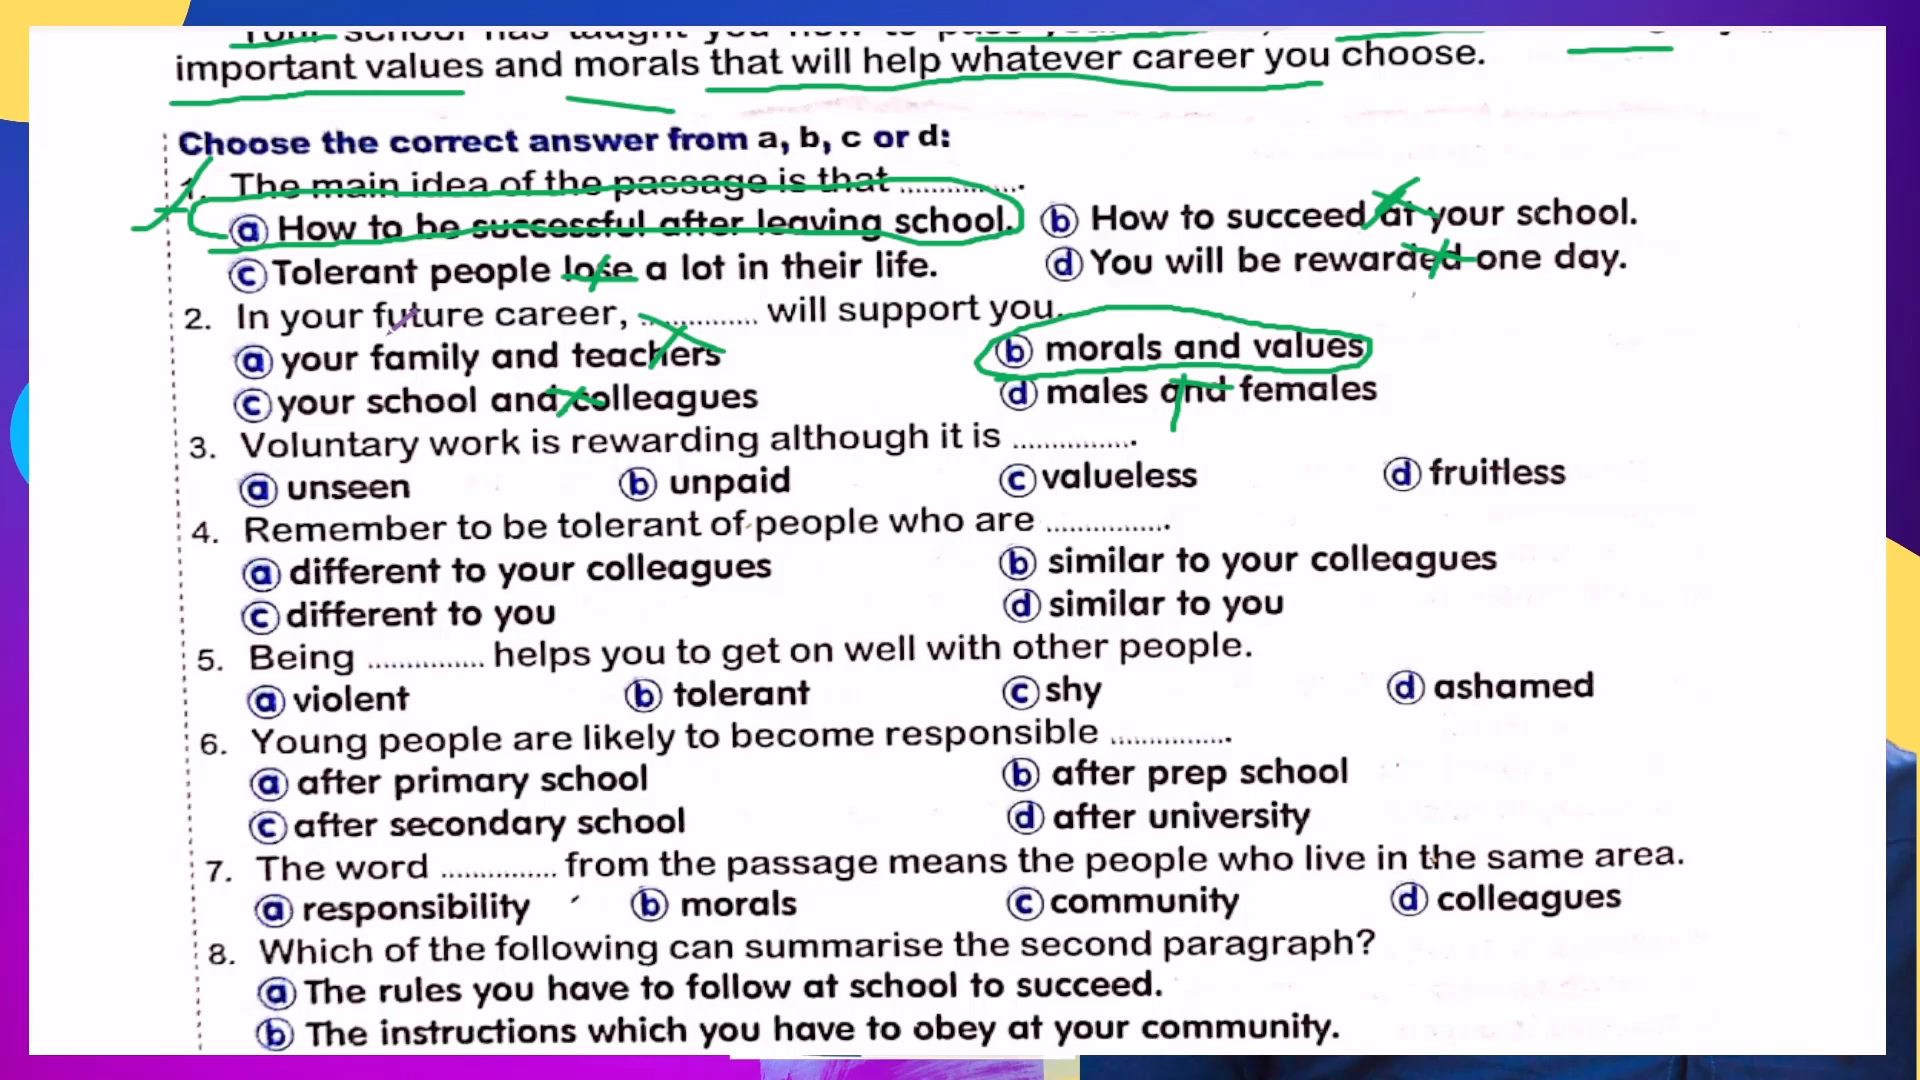 Your school has taught you how to pass your
important values and morals that will help whatever career you choose.
Choose the correct answer from a, b, c or d:
1. The main idea of the passage is that ...............
a How to be successful after leaving school. b How to succeed at your school.
c Tolerant people lose a lot in their life. d You will be rewarded one day.
2. In your future career, ............... will support you.
a your family and teachers b morals and values
c your school and colleagues d males and females
3. Voluntary work is rewarding although it is ...............
a unseen b unpaid c valueless d fruitless
4. Remember to be tolerant of people who are ...............
a different to your colleagues b similar to your colleagues
c different to you d similar to you
5. Being ............... helps you to get on well with other people.
a violent b tolerant c shy d ashamed
6. Young people are likely to become responsible ...............
a after primary school b after prep school
c after secondary school d after university
7. The word ............... from the passage means the people who live in the same area.
a responsibility b morals c community d colleagues
8. Which of the following can summarise the second paragraph?
a The rules you have to follow at school to succeed.
b The instructions which you have to obey at your community.